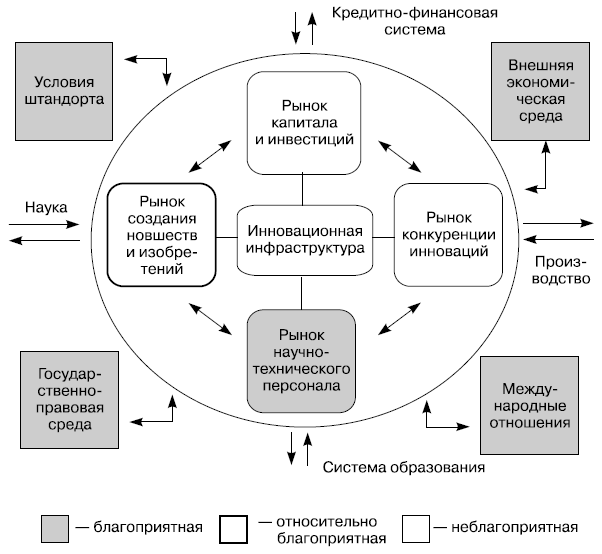 Кредитно-финансовая
система
Условия
штандорта
Внешняя
экономи-
ческая
среда
Рынок
капитала
и инвестиций
Наука
Рынок
создания
новшеств
и изобре-
тений
Инновационная
инфраструктура
Рынок
конкуренции
инноваций
Произ-
водство
Рынок
научно-
технического
персонала
Государ-
ственно-
правовая
среда
Между-
народные
отношения
Система образования
— благоприятная
— относительно
благоприятная
— неблагоприятная